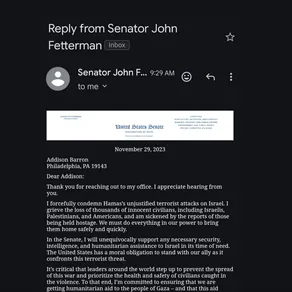 Reply from Senator John
Fetterman Inbox
Senator John F... 9:29 AM
to me
United States Senate
November 29, 2023
Addison Barron
Philadelphia, PA 19143
Dear Addison:
Thank you for reaching out to my office. I appreciate hearing from
you.
I forcefully condemn Hamas's unjustified terrorist attacks on Israel. I
grieve the loss of thousands of innocent civilians, including Israelis,
Palestinians, and Americans, and am sickened by the reports of those
being held hostage. We must do everything in our power to bring
them home safely and quickly.
In the Senate, I will unequivocally support any necessary security,
intelligence, and humanitarian assistance to Israel in its time of need.
The United States has a moral obligation to stand with our ally as it
confronts this terrorist threat.
It's critical that leaders around the world step up to prevent the spread
of this war and prioritize the health and safety of civilians caught in
the violence. To that end, I'm committed to ensuring that we are
getting humanitarian aid to the people of Gaza – and that this aid